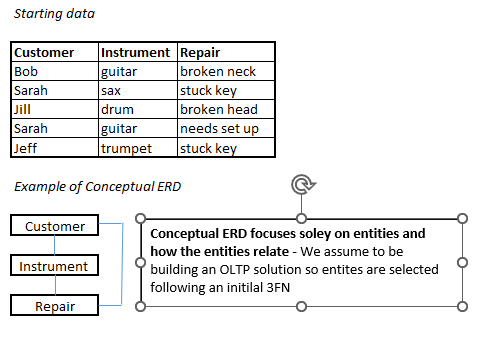 Starting data
Customer Instrument Repair
Bob guitar broken neck
Sarah sax stuck key
Jill drum broken head
Sarah guitar needs set up
Jeff trumpet stuck key
Example of Conceptual ERD
Customer
Instrument
Repair
Conceptual ERD focuses soley on entities and
how the entities relate - We assume to be
building an OLTP solution so entites are selected
following an initilal 3FN